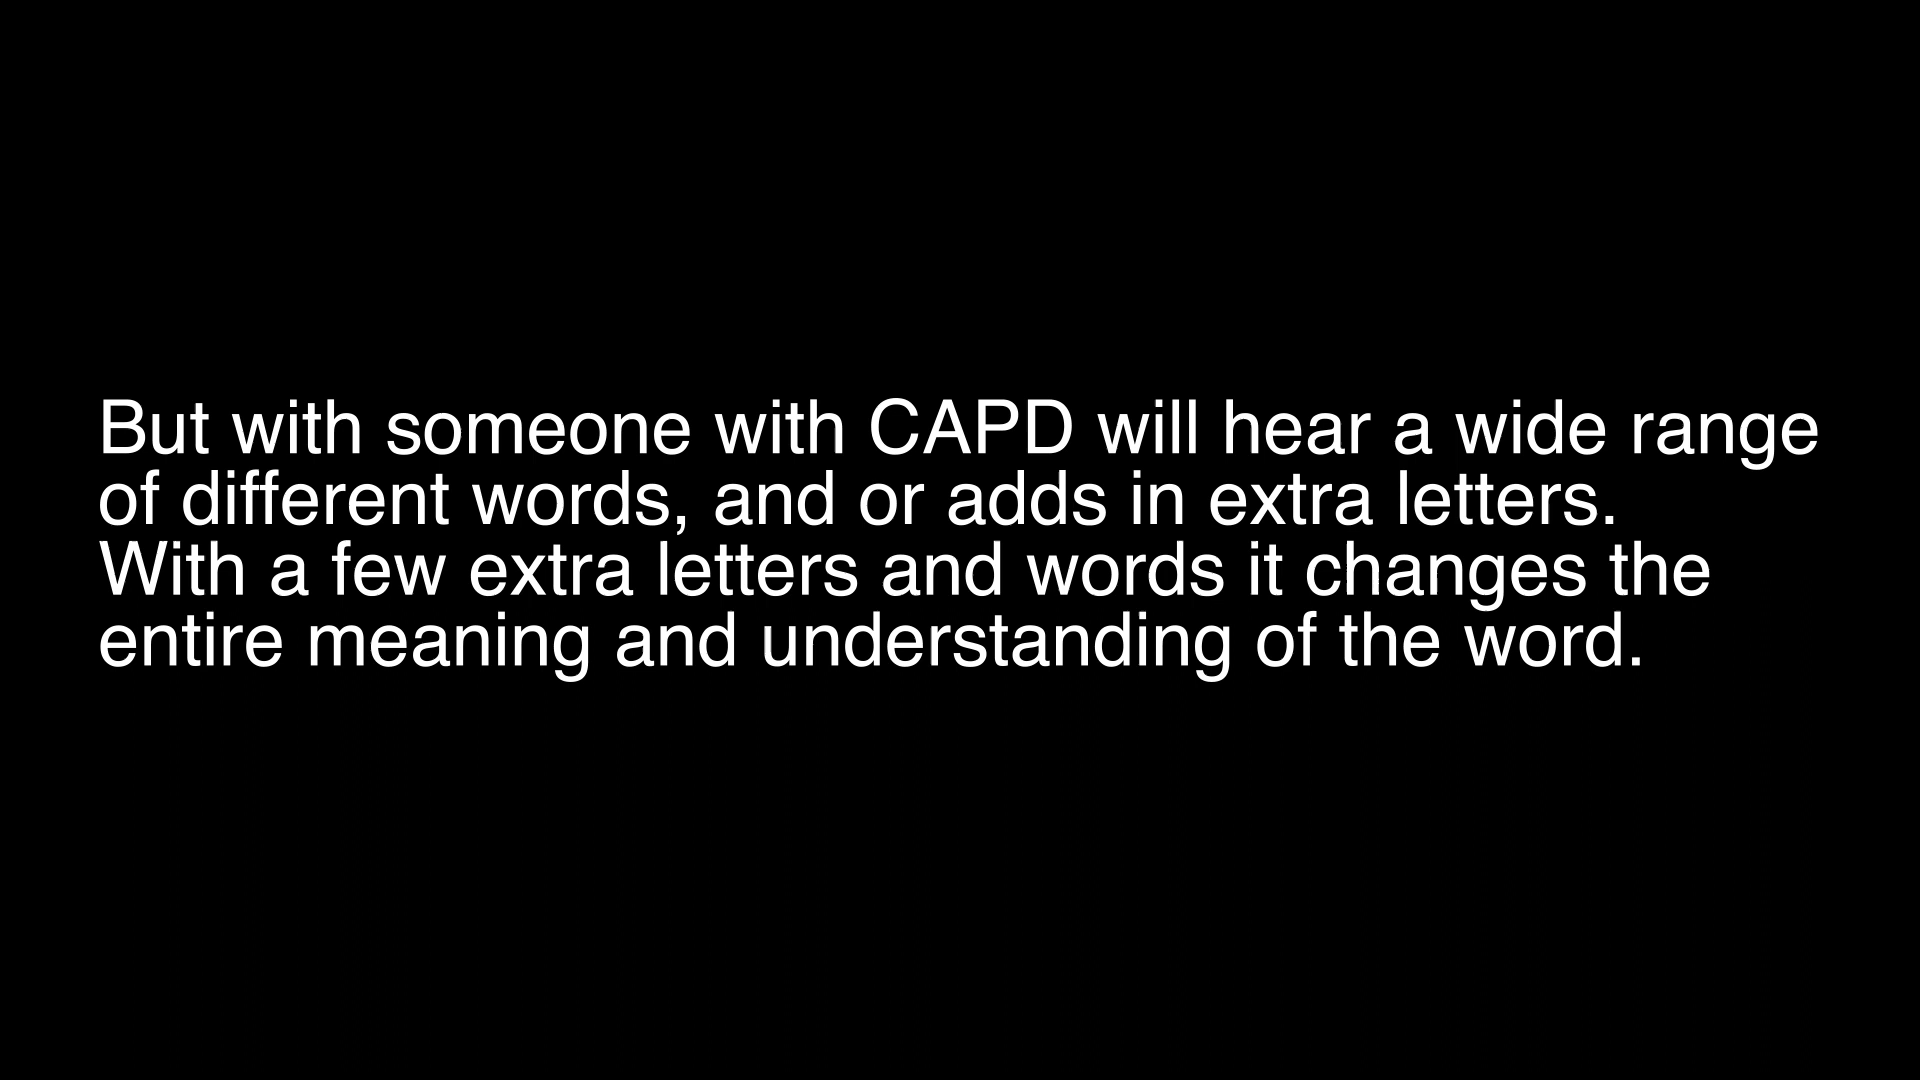 But with someone with CAPD will hear a wide range
of different words, and or adds in extra letters.
With a few extra letters and words it changes the
entire meaning and understanding of the word.